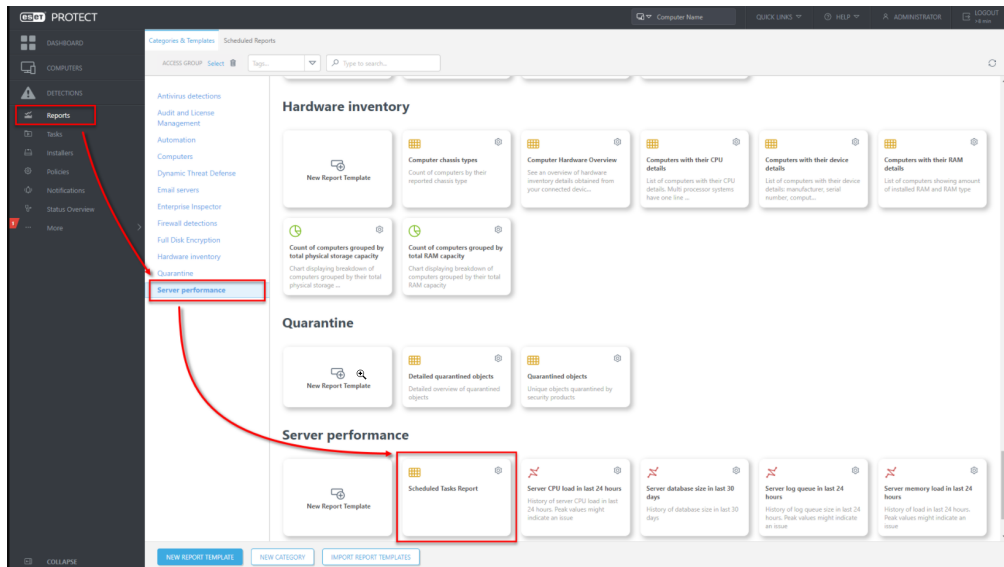 eset PROTECT
Computer Name
QUICK LINKS
HELP
ADMINISTRATOR
LOGOUT
>8 min
DASHBOARD
COMPUTERS
DETECTIONS
Reports
Tasks
Installers
Policies
Notifications
Status Overview
More
COLLAPSE
Categories & Templates
Scheduled Reports
ACCESS GROUP Select
Tags...
Type to search...
Antivirus detections
Audit and License
Management
Automation
Computers
Dynamic Threat Defense
Email servers
Enterprise Inspector
Firewall detections
Full Disk Encryption
Hardware inventory
Quarantine
Server performance
Hardware inventory
New Report Template
Computer chassis types
Count of computers by their
reported chassis type
Computer Hardware Overview
See an overview of hardware
inventory details obtained from
your connected devic...
Computers with their CPU
details
List of computers with their CPU
details. Multi processor systems
have one line ...
Computers with their device
details
List of computers with their device
details: manufacturer, serial
number, comput...
Computers with their RAM
details
List of computers showing amount
of installed RAM and RAM type
Count of computers grouped by
total physical storage capacity
Chart displaying breakdown of
computers grouped by their total
physical storage ...
Count of computers grouped by
total RAM capacity
Chart displaying breakdown of
computers grouped by their total
RAM capacity
Quarantine
New Report Template
Detailed quarantined objects
Detailed overview of quarantined
objects
Quarantined objects
Unique objects quarantined by
security products
Server performance
New Report Template
Scheduled Tasks Report
Server CPU load in last 24 hours
History of server CPU load in last
24 hours. Peak values might
indicate an issue
Server database size in last 30
days
History of database size in last 30
days
Server log queue in last 24
hours
History of log queue size in last 24
hours. Peak values might indicate
an issue
Server memory load in last 24
hours
History of load in last 24 hours.
Peak values might indicate an
issue
NEW REPORT TEMPLATE
NEW CATEGORY
IMPORT REPORT TEMPLATES